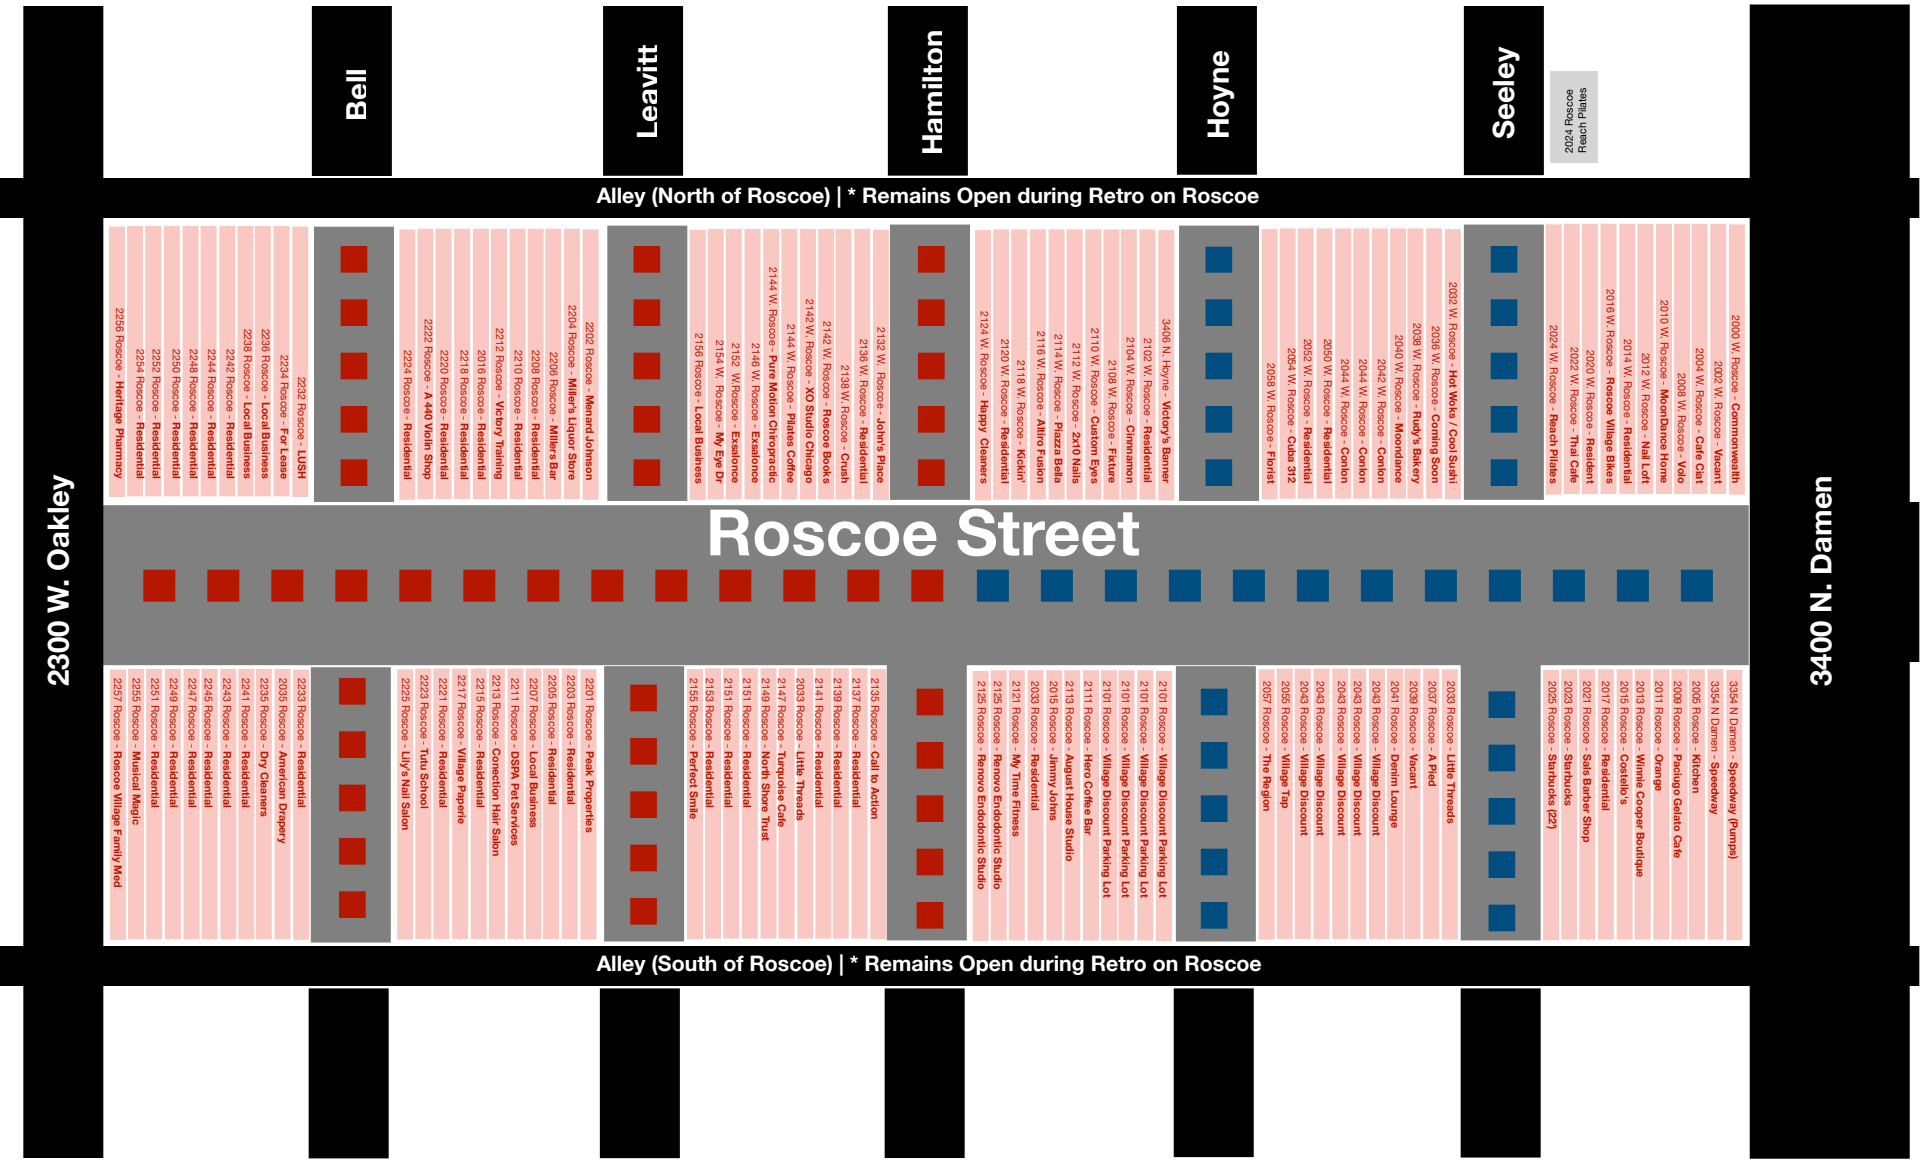 Bell
Leavitt
Hamilton
Hoyne
Seeley
2024 Roscoe
Reach Pilates
Alley (North of Roscoe) | * Remains Open during Retro on Roscoe
2256 Roscoe - Heritage Pharmacy
2254 Roscoe - Residential
2252 Roscoe - Residential
2250 Roscoe - Residential
2248 Roscoe - Residential
2244 Roscoe - Residential
2242 Roscoe - Residential
2238 Roscoe - Local Business
2236 Roscoe - Local Business
2234 Roscoe - For Lease
2232 Roscoe - LUSH
2224 Roscoe - Residential
2222 Roscoe - A 440 Violin Shop
2220 Roscoe - Residential
2218 Roscoe - Residential
2016 Roscoe - Residential
2212 Roscoe - Victory Training
2210 Roscoe - Residential
2208 Roscoe - Residential
2206 Roscoe - Millers Bar
2204 Roscoe - Miller's Liquor Store
2202 Roscoe - Menard Johnson
2156 Roscoe - Local Business
2154 W. Roscoe - My Eye Dr
2152 W.Roscoe - Exsalonce
2146 W. Roscoe - Exsalonce
2144 W. Roscoe - Pure Motion Chiropractic
2144 W. Roscoe - Pilates Coffee
2142 W. Roscoe - XO Studio Chicago
2142 W. Roscoe - Roscoe Books
2138 W. Roscoe - Crush
2136 W. Roscoe - Residential
2132 W. Roscoe - John's Place
2124 W. Roscoe - Happy Cleaners
2120 W. Roscoe - Residential
2118 W. Roscoe - Kickin'
2116 W. Roscoe - Altiro Fusion
2114 W. Roscoe - Piazza Bella
2112 W. Roscoe - 2x10 Nails
2110 W. Roscoe - Custom Eyes
2108 W. Roscoe - Fixture
2104 W. Roscoe - Cinnamon
2102 W. Roscoe - Residential
3406 N. Hoyne - Victory's Banner
2058 W. Roscoe - Florist
2054 W. Roscoe - Cuba 312
2052 W. Roscoe - Residential
2050 W. Roscoe - Residential
2044 W. Roscoe - Conlon
2044 W. Roscoe - Conlon
2042 W. Roscoe - Conlon
2040 W. Roscoe - Moondance
2038 W. Roscoe - Rudy's Bakery
2036 W. Roscoe - Coming Soon
2032 W. Roscoe - Hot Woks / Cool Sushi
2024 W. Roscoe - Reach Pilates
2022 W. Roscoe - Thai Cafe
2020 W. Roscoe - Resident
2016 W. Roscoe - Roscoe Village Bikes
2014 W. Roscoe - Residential
2012 W. Roscoe - Nail Loft
2010 W. Roscoe - MoonDance Home
2008 W. Roscoe - Volo
2004 W. Roscoe - Cafe Ciat
2002 W. Roscoe - Vacant
2000 W. Roscoe - Commonwealth
2300 W. Oakley
Roscoe Street
3400 N. Damen
2257 Roscoe - Roscoe Village Family Med
2255 Roscoe - Musical Magic
2251 Roscoe - Residential
2249 Roscoe - Residential
2247 Roscoe - Residential
2245 Roscoe - Residential
2243 Roscoe - Residential
2241 Roscoe - Residential
2235 Roscoe - Dry Cleaners
2035 Roscoe - American Drapery
2233 Roscoe - Residential
2225 Roscoe - Lily's Nail Salon
2223 Roscoe - Tutu School
2221 Roscoe - Residential
2217 Roscoe - Village Paperie
2215 Roscoe - Residential
2213 Roscoe - Conection Hair Salon
2211 Roscoe - DSPA Pet Services
2207 Roscoe - Local Business
2205 Roscoe - Residential
2203 Roscoe - Residential
2201 Roscoe - Peak Properties
2155 Roscoe - Perfect Smile
2153 Roscoe - Residential
2151 Roscoe - Residential
2151 Roscoe - Residential
2149 Roscoe - North Shore Trust
2147 Roscoe - Turquoise Cafe
2033 Roscoe - Little Threads
2141 Roscoe - Residential
2139 Roscoe - Residential
2137 Roscoe - Residential
2135 Roscoe - Call to Action
2125 Roscoe - Renovo Endodontic Studio
2125 Roscoe - Renovo Endodontic Studio
2121 Roscoe - My Time Fitness
2033 Roscoe - Residential
2015 Roscoe - Jimmy Johns
2113 Roscoe - August House Studio
2111 Roscoe - Hero Coffee Bar
2101 Roscoe - Village Discount Parking Lot
2101 Roscoe - Village Discount Parking Lot
2101 Roscoe - Village Discount Parking Lot
2101 Roscoe - Village Discount Parking Lot
2057 Roscoe - The Region
2055 Roscoe - Village Tap
2043 Roscoe - Village Discount
2043 Roscoe - Village Discount
2043 Roscoe - Village Discount
2043 Roscoe - Village Discount
2043 Roscoe - Village Discount
2041 Roscoe - Denim Lounge
2039 Roscoe - Vacant
2037 Roscoe - A Pied
2033 Roscoe - Little Threads
2025 Roscoe - Starbucks (22')
2023 Roscoe - Starbucks
2021 Roscoe - Sals Barber Shop
2017 Roscoe - Residential
2015 Roscoe - Costello's
2013 Roscoe - Winnie Cooper Boutique
2011 Roscoe - Orange
2009 Roscoe - Paciugo Gelato Cafe
2005 Roscoe - Kitchen
3354 N Damen - Speedway
3354 N Damen - Speedway (Pumps)
Alley (South of Roscoe) | * Remains Open during Retro on Roscoe